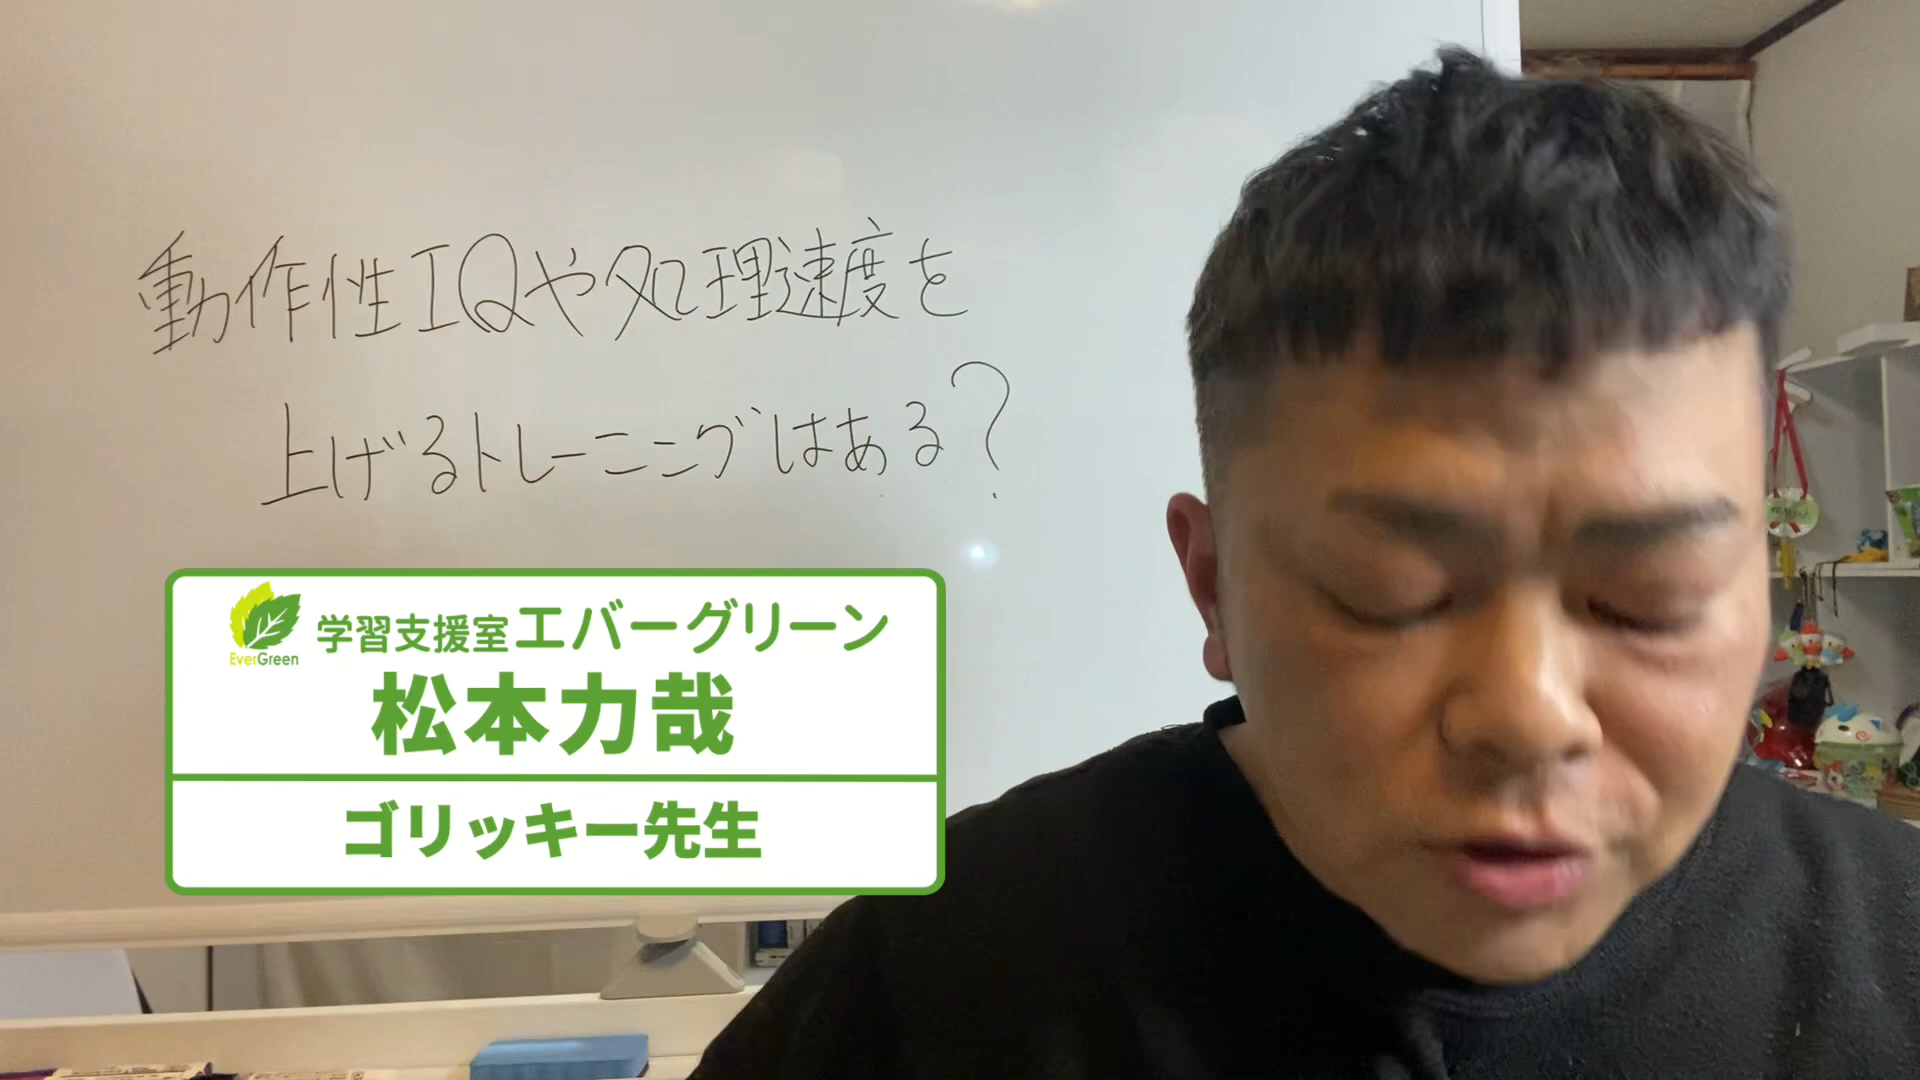 動作性IQや処理速度を
上げるトレーニングはある?
EverGreen
学習支援室エバーグリーン
松本力哉
ゴリッキー先生